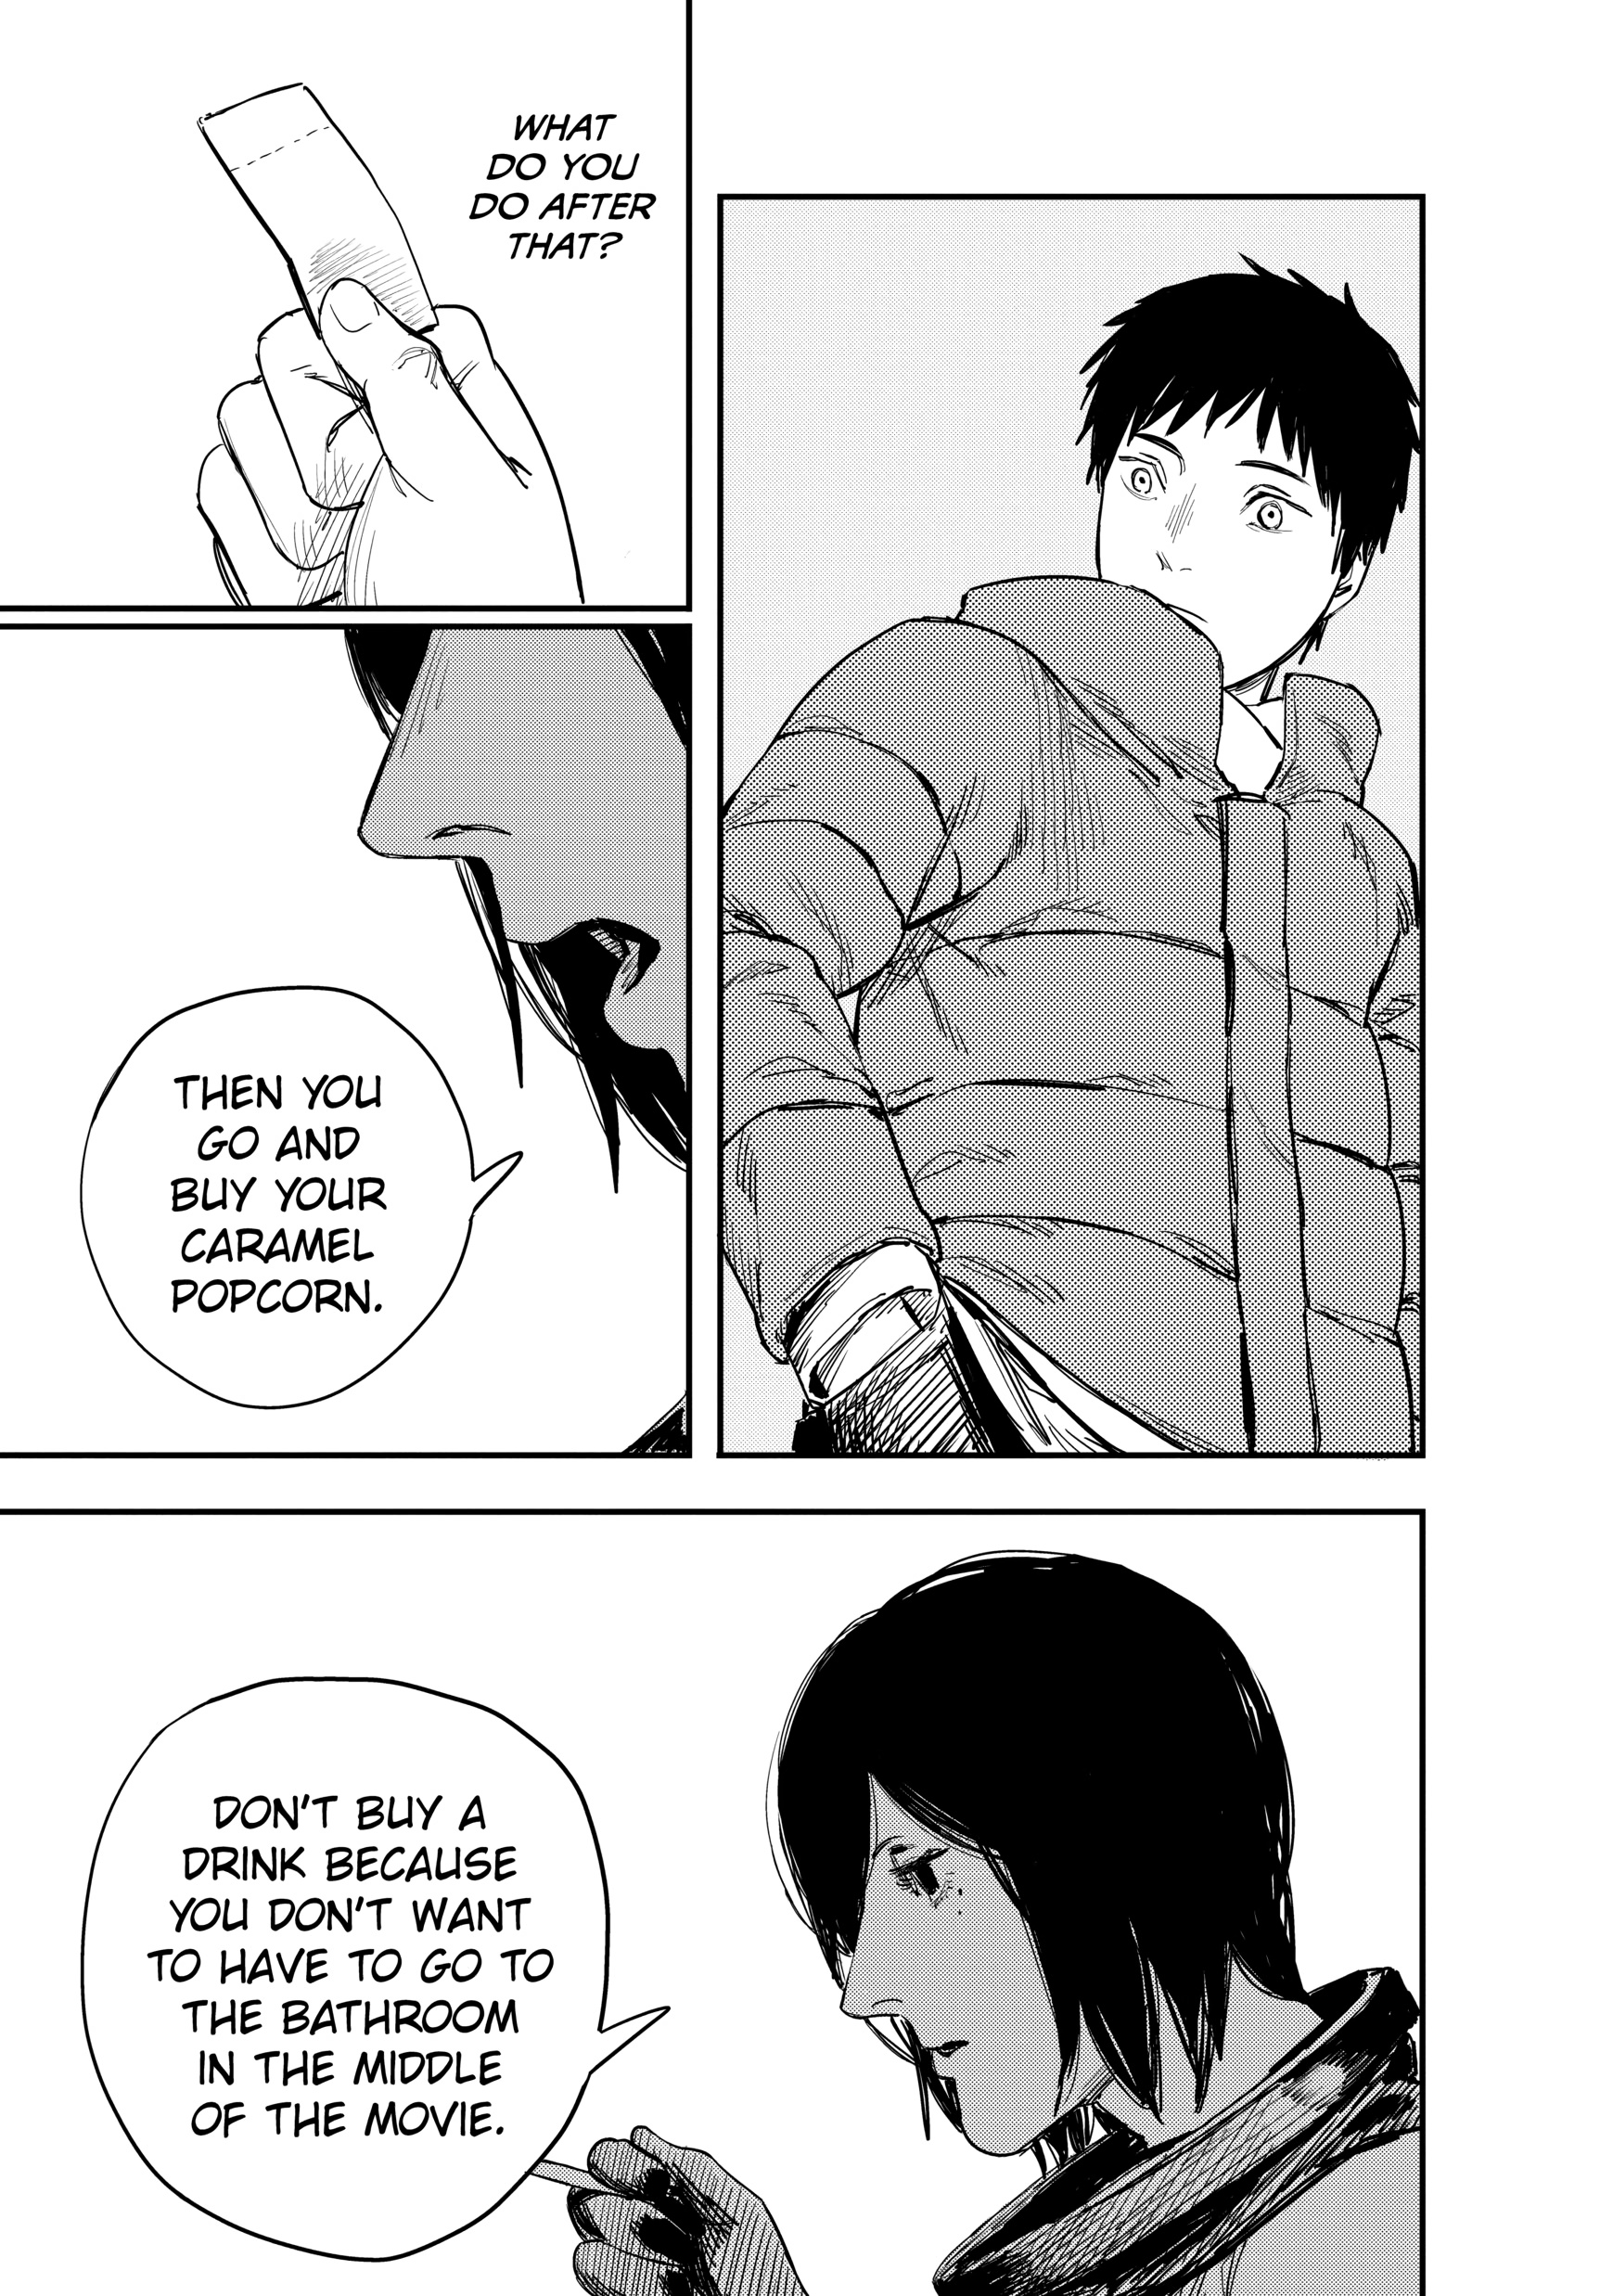 WHAT
DO YOU
DO AFTER
THAT?
THEN YOU
GO AND
BUY YOUR
CARAMEL
POPCORN.
DON'T BUY A
DRINK BECAUSE
YOU DON'T WANT
TO HAVE TO GO TO
THE BATHROOM
IN THE MIDDLE
OF THE MOVIE.